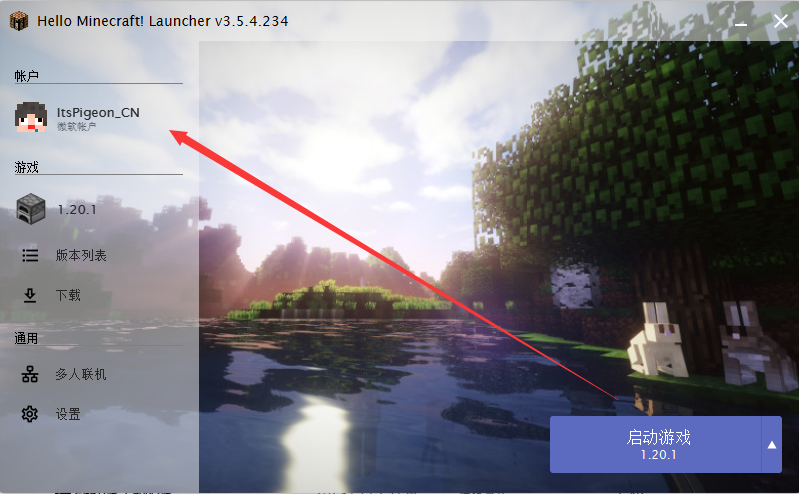 Hello Minecraft! Launcher v3.5.4.234
帐户
ItsPigeon_CN
微软帐户
游戏
1.20.1
版本列表
下载
通用
多人联机
设置
启动游戏
1.20.1